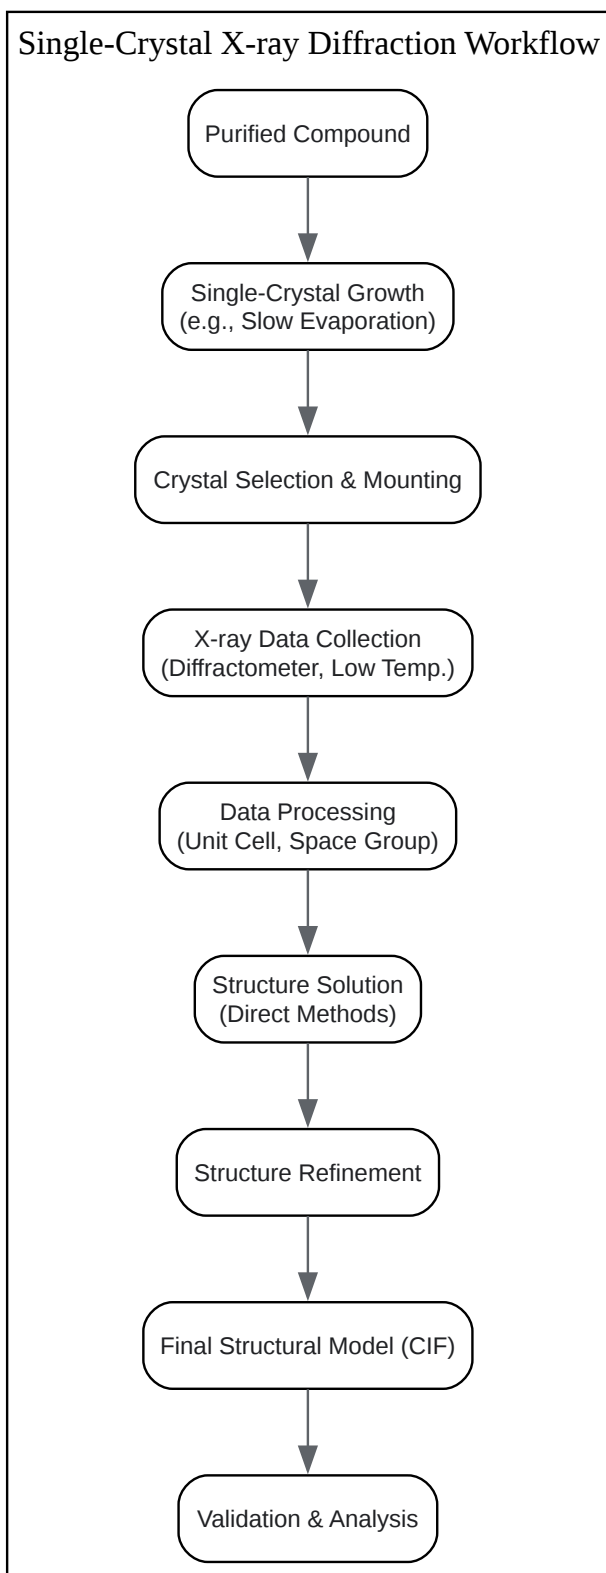 Single-Crystal X-ray Diffraction Workflow
Purified Compound
Single-Crystal Growth
(e.g., Slow Evaporation)
Crystal Selection & Mounting
X-ray Data Collection
(Diffractometer, Low Temp.)
Data Processing
(Unit Cell, Space Group)
Structure Solution
(Direct Methods)
Structure Refinement
Final Structural Model (CIF)
Validation & Analysis